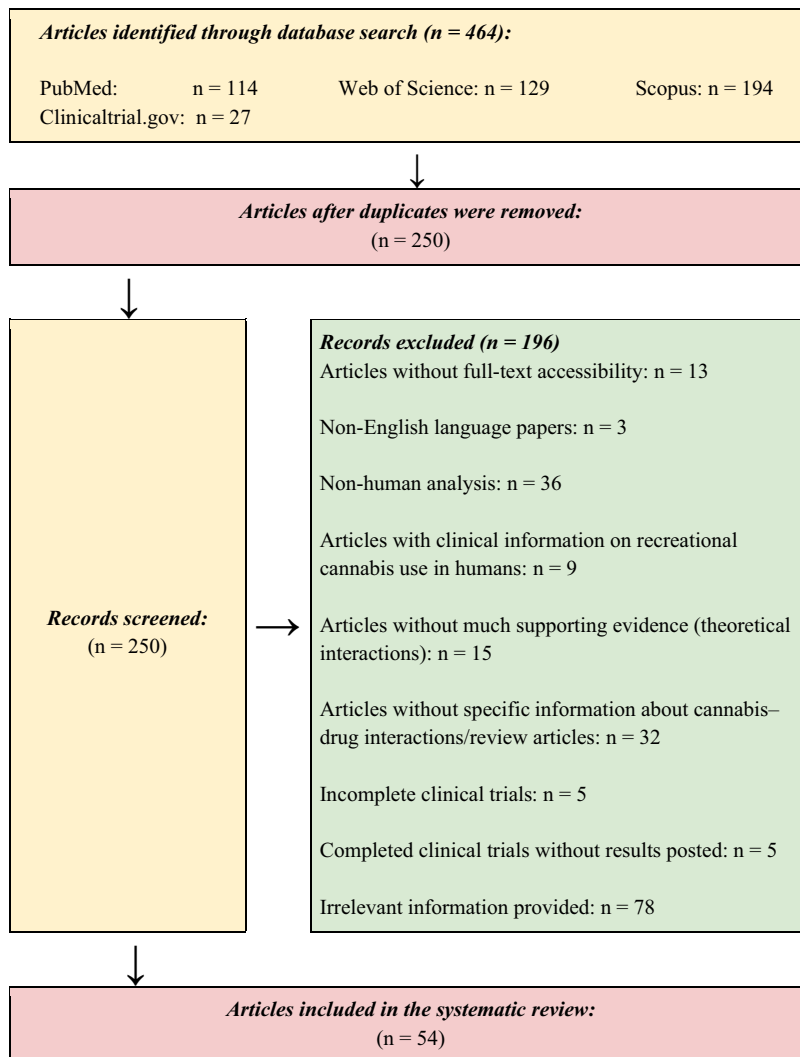 Articles identified through database search (n = 464):
PubMed: n = 114 Web of Science: n = 129 Scopus: n = 194
Clinicaltrial.gov: n = 27
Articles after duplicates were removed:
(n = 250)
Records screened:
(n = 250)
Records excluded (n = 196)
Articles without full-text accessibility: n = 13
Non-English language papers: n = 3
Non-human analysis: n = 36
Articles with clinical information on recreational
cannabis use in humans: n = 9
Articles without much supporting evidence (theoretical
interactions): n = 15
Articles without specific information about cannabis–
drug interactions/review articles: n = 32
Incomplete clinical trials: n = 5
Completed clinical trials without results posted: n = 5
Irrelevant information provided: n = 78
Articles included in the systematic review:
(n = 54)